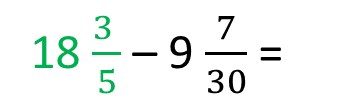 18 3/5 − 9 7/30 =